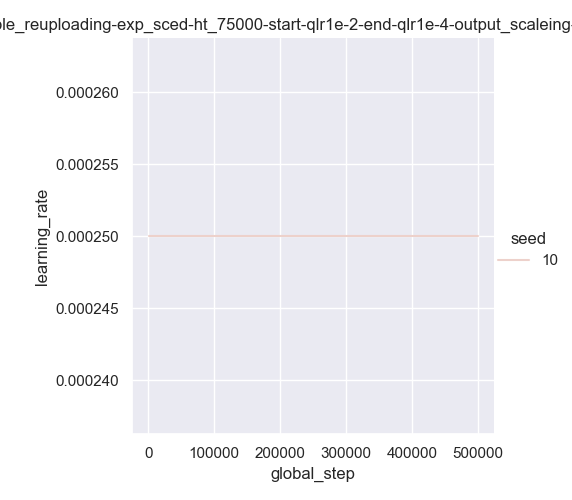 ble_reuploading-exp_sced-ht_75000-start-qlr1e-2-end-qlr1e-4-output_scaleing-
0.000260
0.000255
0.000250
0.000245
0.000240
learning_rate
0 100000 200000 300000 400000 500000
global_step
seed
10